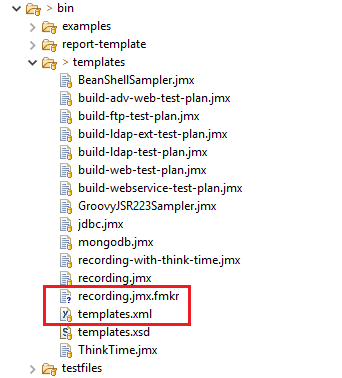 > bin
examples
report-template
> templates
BeanShellSampler.jmx
build-adv-web-test-plan.jmx
build-ftp-test-plan.jmx
build-ldap-ext-test-plan.jmx
build-ldap-test-plan.jmx
build-web-test-plan.jmx
build-webservice-test-plan.jmx
GroovyJSR223Sampler.jmx
jdbc.jmx
mongodb.jmx
recording-with-think-time.jmx
recording.jmx
recording.jmx.fmkr
templates.xml
templates.xsd
ThinkTime.jmx
testfiles